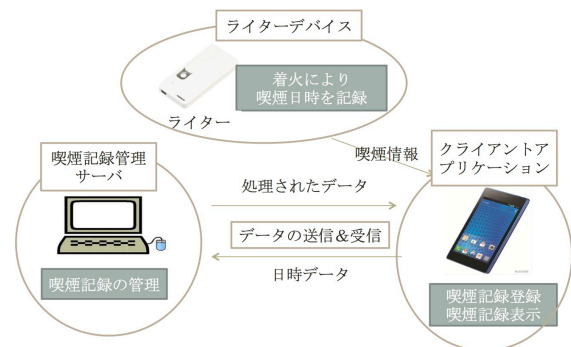 ライターデバイス
着火により
喫煙日時を記録
ライター
喫煙情報
クライアントア
プリケーション
喫煙記録管理
サーバ
処理されたデータ
データの送信＆受信
日時データ
喫煙記録の管理
喫煙記録登録
喫煙記録表示